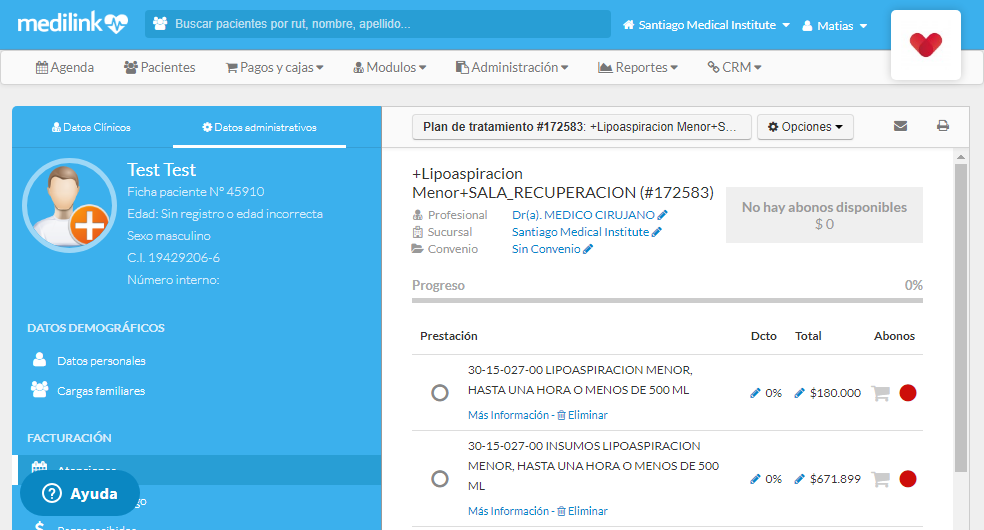 medilink
Buscar pacientes por rut, nombre, apellido...
Santiago Medical Institute
Matias
Agenda
Pacientes
Pagos y cajas
Modulos
Administración
Reportes
CRM
Datos Clínicos
Datos administrativos
Test Test
Ficha paciente N° 45910
Edad: Sin registro o edad incorrecta
Sexo masculino
C.I. 19429206-6
Número interno:
DATOS DEMOGRÁFICOS
Datos personales
Cargas familiares
FACTURACIÓN
Atenciones
Ayuda
go
Pagos recibidos
Plan de tratamiento #172583: +Lipoaspiracion Menor+S...
Opciones
+Lipoaspiracion
Menor+SALA_RECUPERACION (#172583)
Profesional Dr(a). MEDICO CIRUJANO
Sucursal Santiago Medical Institute
Convenio Sin Convenio
No hay abonos disponibles
$ 0
Progreso 0%
Prestación Dcto Total Abonos
30-15-027-00 LIPOASPIRACION MENOR,
HASTA UNA HORA O MENOS DE 500 ML
0% $180.000
Más Información - Eliminar
30-15-027-00 INSUMOS LIPOASPIRACION
MENOR, HASTA UNA HORA O MENOS DE 500
ML
0% $671.899
Más Información - Eliminar